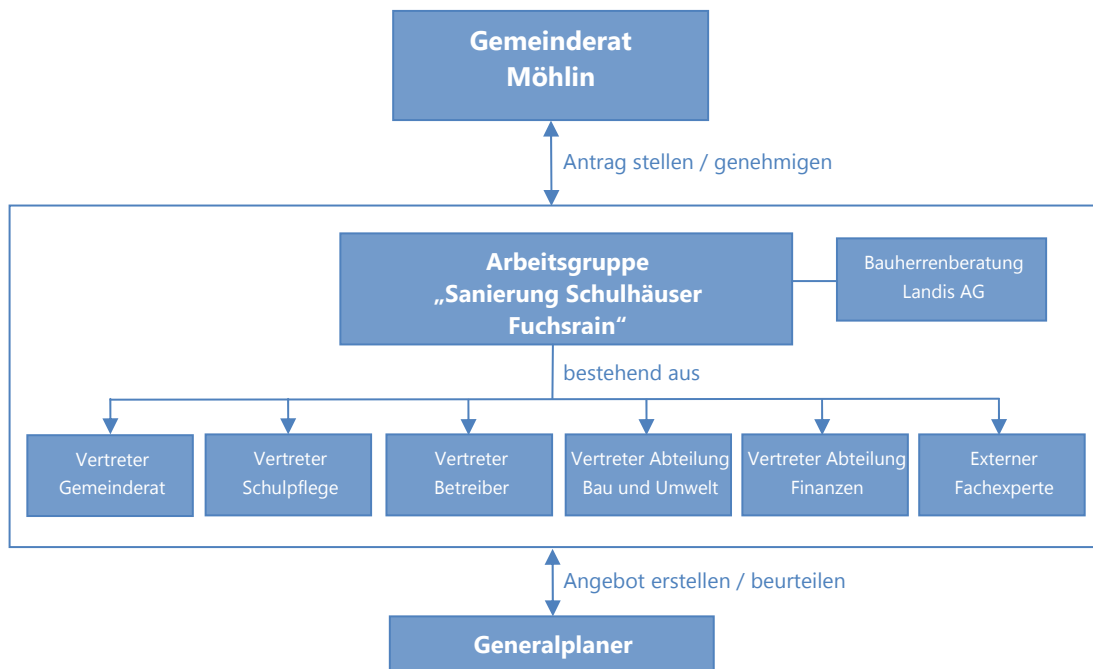 Gemeinderat
Möhlin
Antrag stellen / genehmigen
Arbeitsgruppe
„Sanierung Schulhäuser
Fuchsrain“
Bauherrenberatung
Landis AG
bestehend aus
Vertreter
Gemeinderat
Vertreter
Schulpflege
Vertreter
Betreiber
Vertreter Abteilung
Bau und Umwelt
Vertreter Abteilung
Finanzen
Externer
Fachexperte
Angebot erstellen / beurteilen
Generalplaner